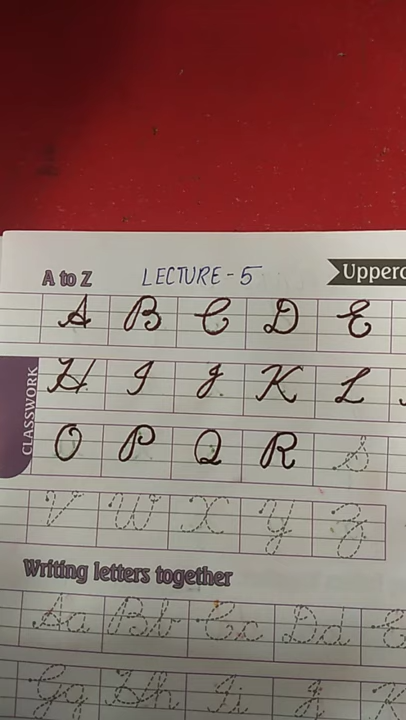 A to Z LECTURE - 5 Upperc
A B C D E
CLASSWORK
H I J K L
O P Q R S
V W X Y Z
Writing letters together
Aa Bb Cc Dd
Gg Hh Ii Jj